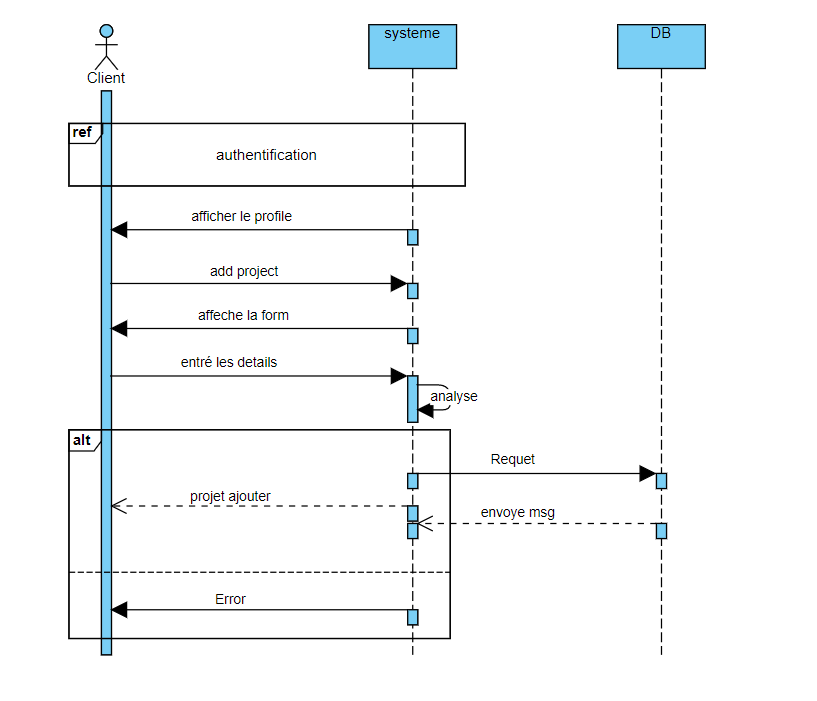 systeme
DB
Client
ref
authentification
afficher le profile
add project
affeche la form
entré les details
analyse
alt
Requet
projet ajouter
envoye msg
Error